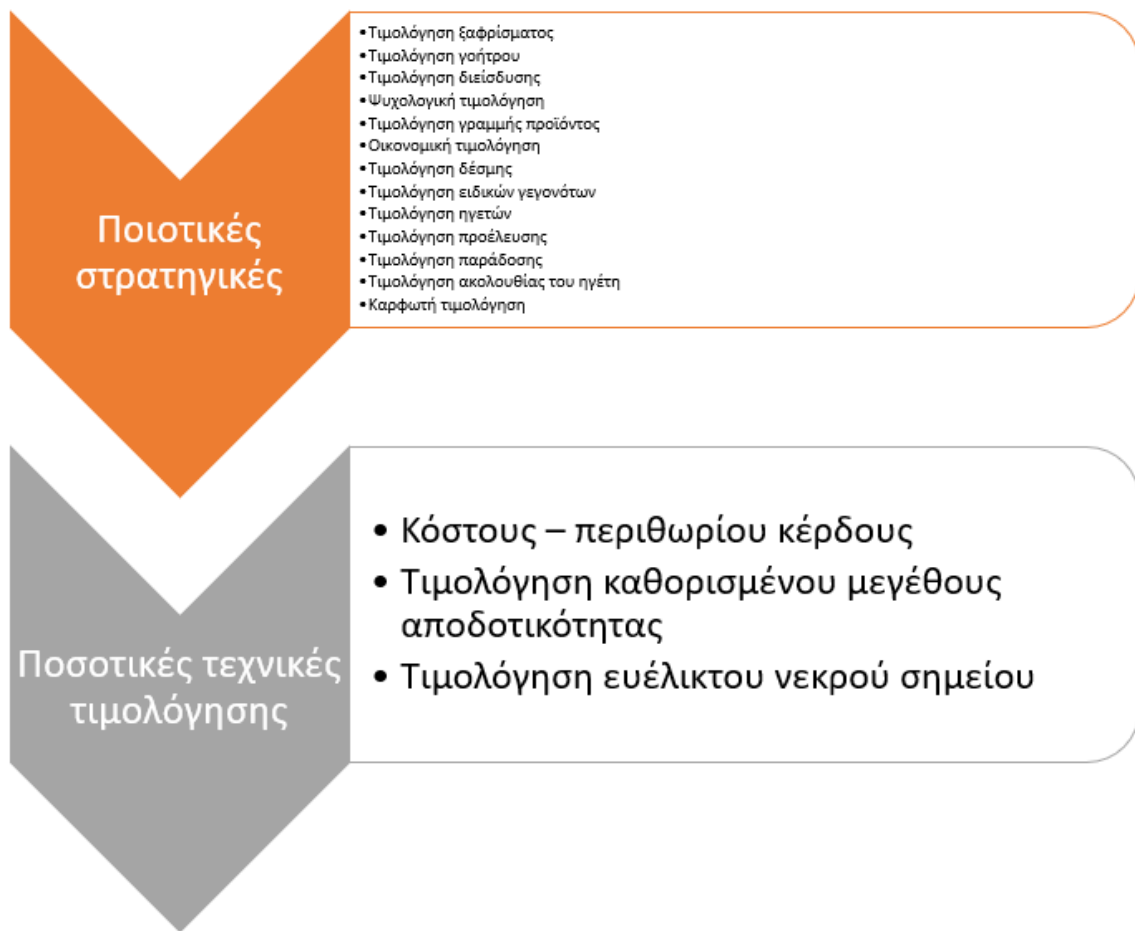 Ποιοτικές
στρατηγικές
•Τιμολόγηση ξαφρίσματος
•Τιμολόγηση γοήτρου
•Τιμολόγηση διείσδυσης
•Ψυχολογική τιμολόγηση
•Τιμολόγηση γραμμής προϊόντος
•Οικονομική τιμολόγηση
•Τιμολόγηση δέσμης
•Τιμολόγηση ειδικών γεγονότων
•Τιμολόγηση ηγετών
•Τιμολόγηση προέλευσης
•Τιμολόγηση παράδοσης
•Τιμολόγηση ακολουθίας του ηγέτη
•Καρφωτή τιμολόγηση
Ποσοτικές τεχνικές
τιμολόγησης
• Κόστους – περιθωρίου κέρδους
• Τιμολόγηση καθορισμένου μεγέθους
αποδοτικότητας
• Τιμολόγηση ευέλικτου νεκρού σημείου